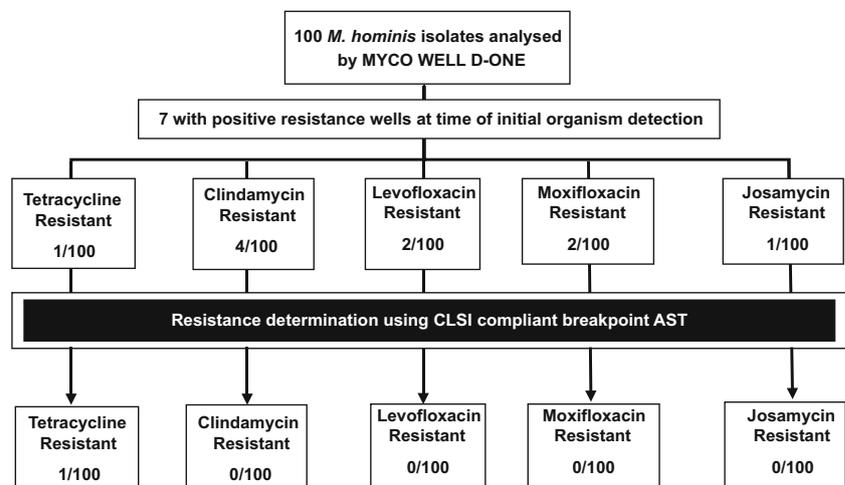 100 M. hominis isolates analysed
by MYCO WELL D-ONE
7 with positive resistance wells at time of initial organism detection
Tetracycline
Resistant
1/100
Clindamycin
Resistant
4/100
Levofloxacin
Resistant
2/100
Moxifloxacin
Resistant
2/100
Josamycin
Resistant
1/100
Resistance determination using CLSI compliant breakpoint AST
Tetracycline
Resistant
1/100
Clindamycin
Resistant
0/100
Levofloxacin
Resistant
0/100
Moxifloxacin
Resistant
0/100
Josamycin
Resistant
0/100